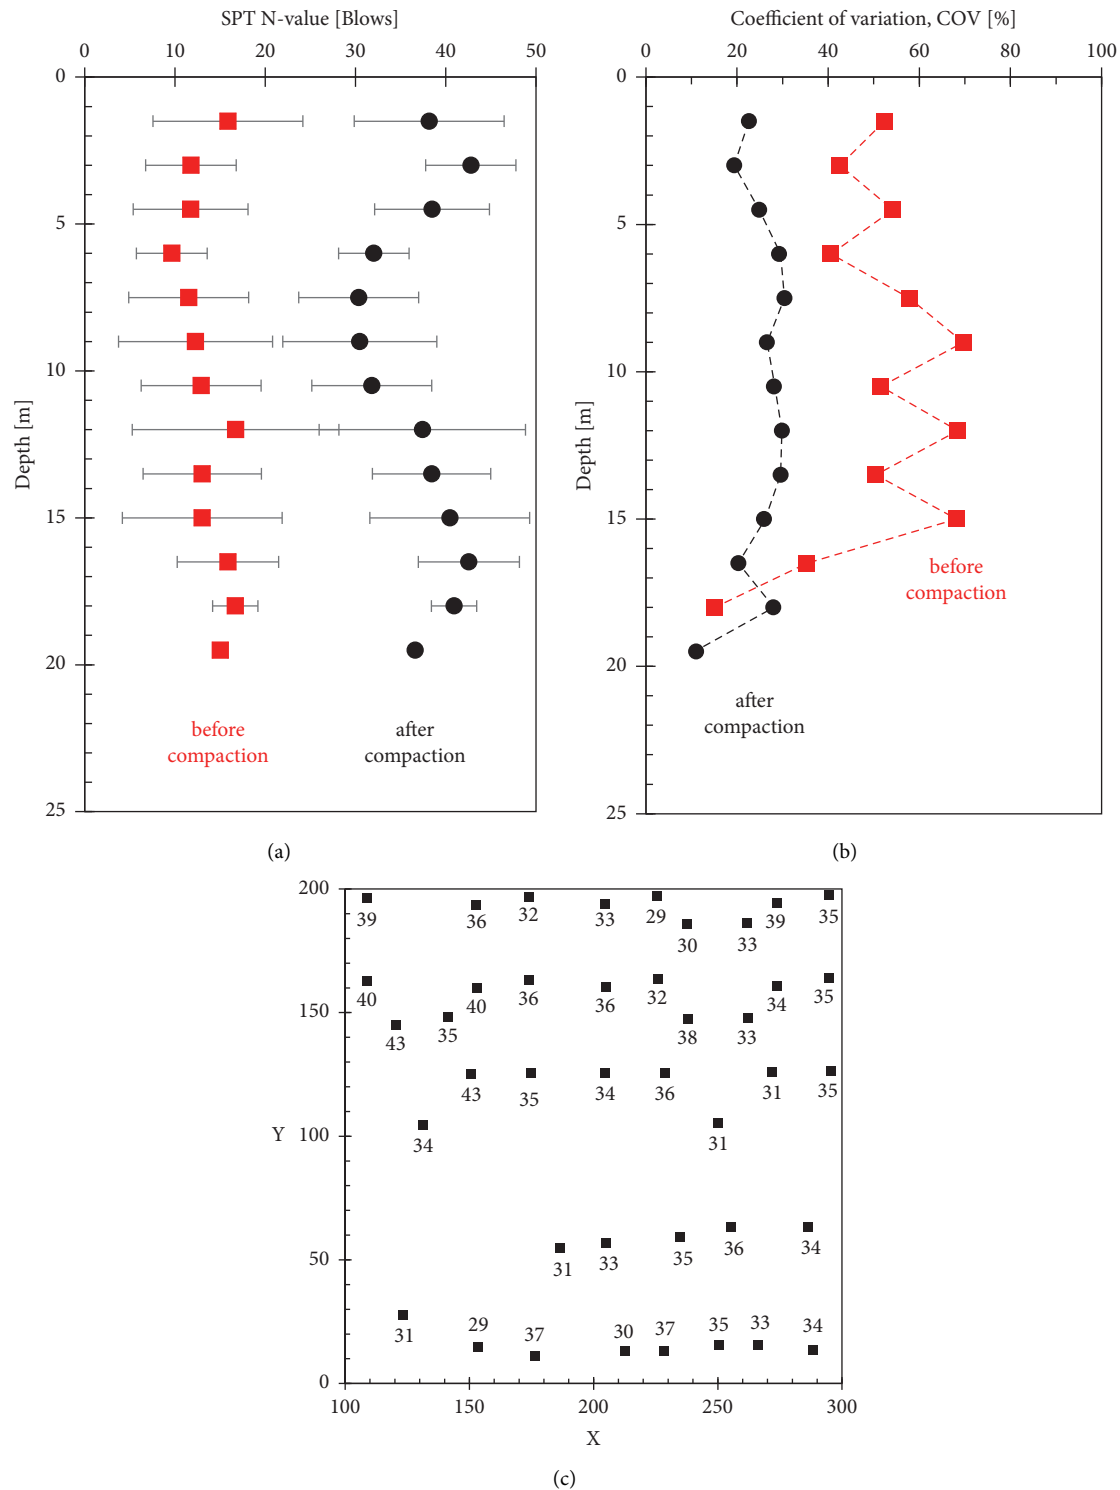 SPT N-value [Blows]
0 10 20 30 40 50
0
5
10
15
20
25
Depth [m]
before
compaction
after
compaction
(a)
Coefficient of variation, COV [%]
0 20 40 60 80 100
0
5
10
15
20
25
Depth [m]
before
compaction
after
compaction
(b)
200
150
100
50
0
Y
39 36 32 33 29 30 33 39 35
40 40 36 36 32 34 35
43 35 38 33
43 35 34 36 31 35
34 31
31 33 35 36 34
31 29 37 30 37 35 33 34
100 150 200 250 300
X
(c)